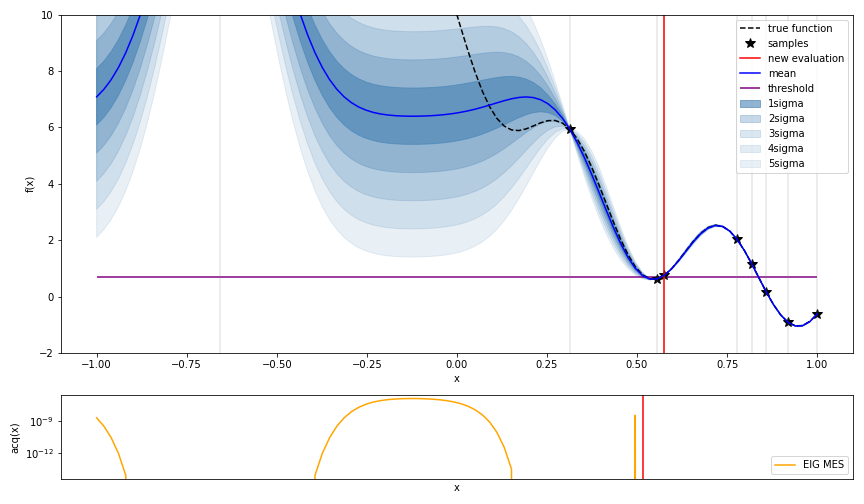 10
8
6
4
2
0
−2
f(x)
true function
samples
new evaluation
mean
threshold
1sigma
2sigma
3sigma
4sigma
5sigma
−1.00 −0.75 −0.50 −0.25 0.00 0.25 0.50 0.75 1.00
x
acq(x)
10⁻⁹
10⁻¹²
EIG MES
x